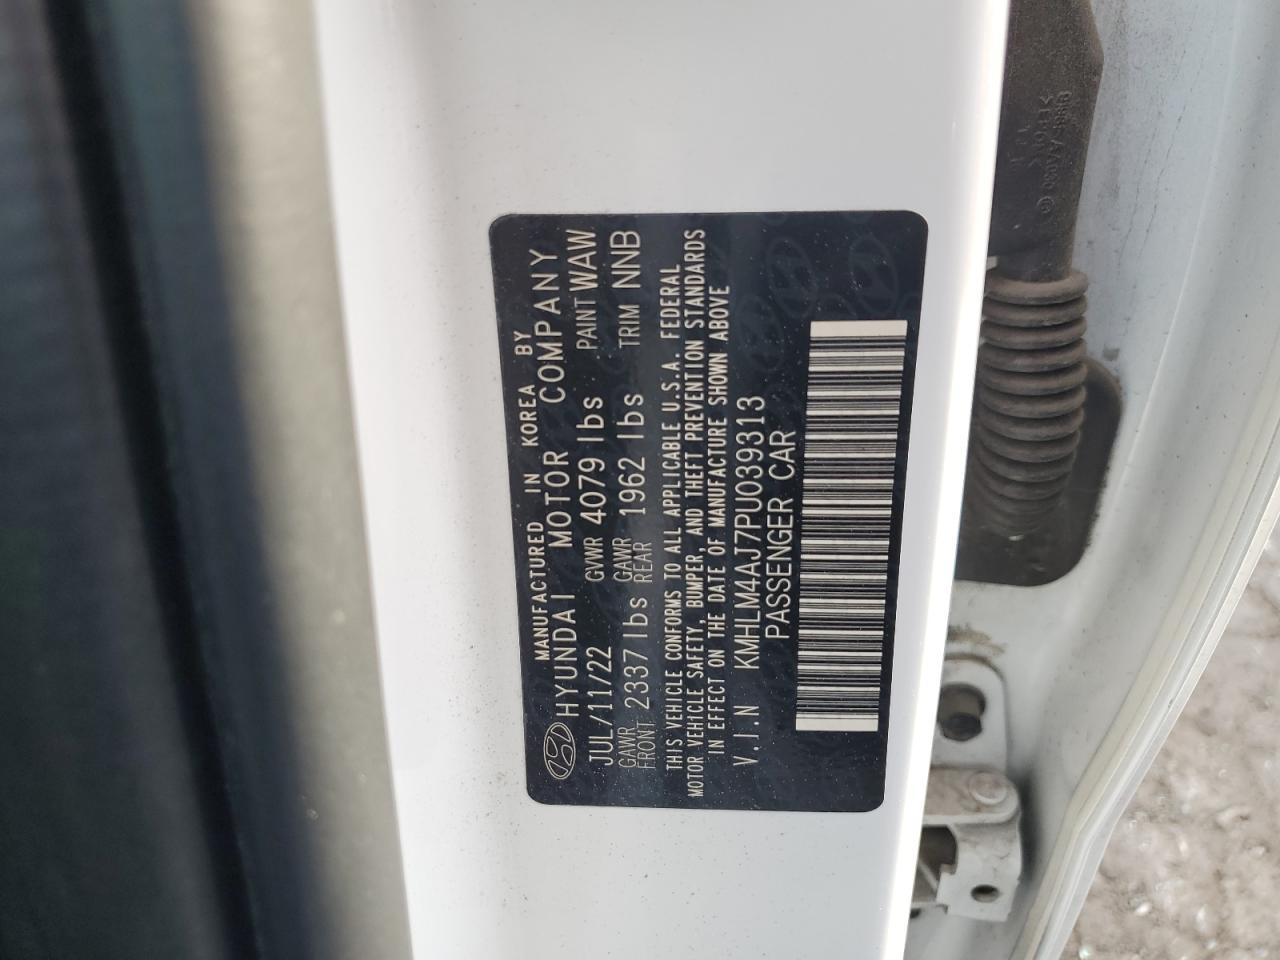 MANUFACTURED IN KOREA BY
HYUNDAI MOTOR COMPANY
JUL/11/22 GVWR 4079 lbs PAINT WAW
GAWR FRONT 2337 lbs GAWR REAR 1962 lbs TRIM NNB
THIS VEHICLE CONFORMS TO ALL APPLICABLE U.S.A. FEDERAL
MOTOR VEHICLE SAFETY, BUMPER, AND THEFT PREVENTION STANDARDS
IN EFFECT ON THE DATE OF MANUFACTURE SHOWN ABOVE
V.I.N KMHLM4AJ7PU039313
PASSENGER CAR